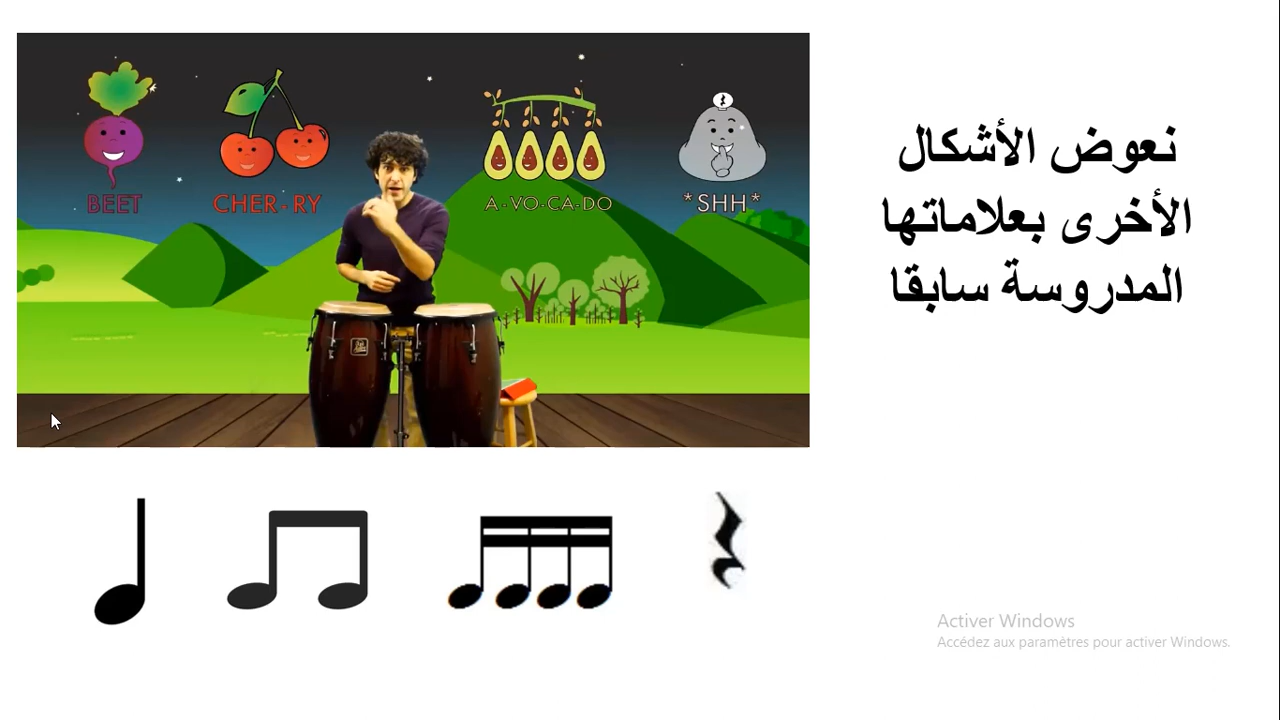 BEET
CHER-RY
A-VO-CA-DO
*SHH*
نعوض الأشكال
الأخرى بعلاماتها
المدروسة سابقا
Activer Windows
Accédez aux paramètres pour activer Windows.